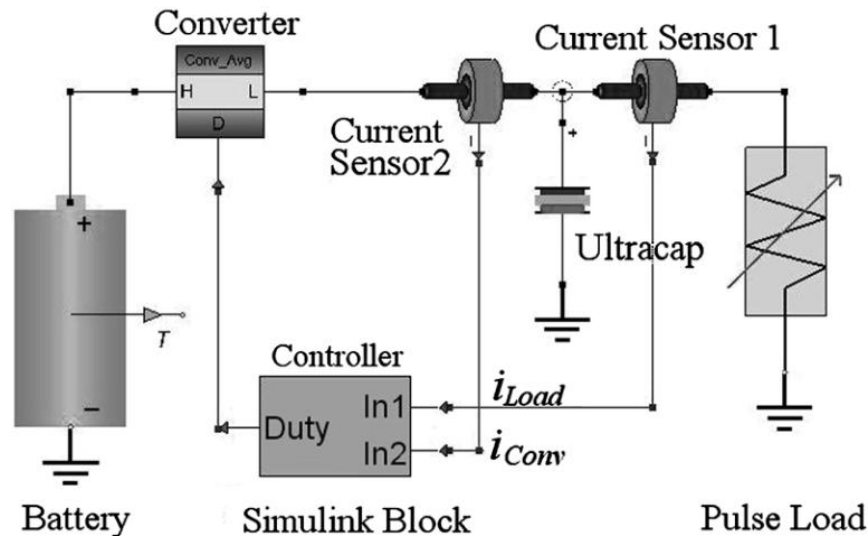 Converter
Current Sensor 1
Conv_Avg
H L
D
Current
Sensor2
I
I
+
Ultracap
+
T
−
Controller
Duty
In1
In2
iLoad
iConv
Battery
Simulink Block
Pulse Load